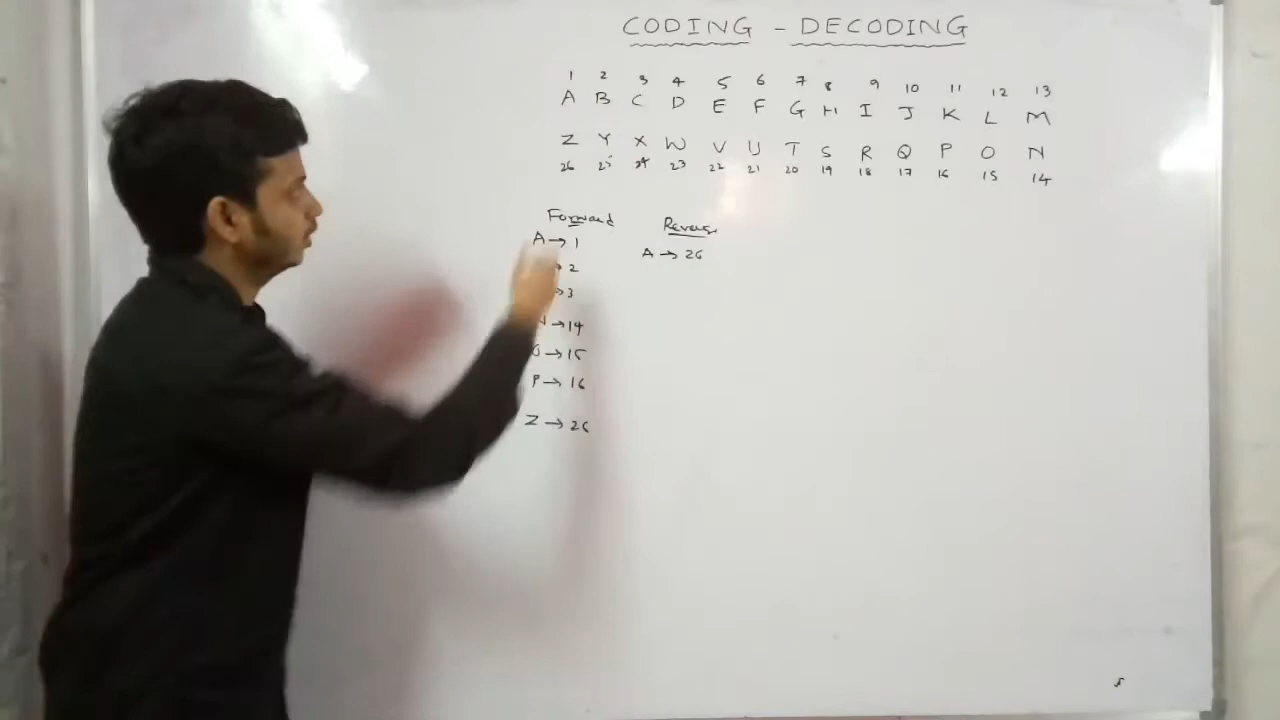 CODING - DECODING
1 2 3 4 5 6 7 8 9 10 11 12 13
A B C D E F G H I J K L M
Z Y X W V U T S R Q P O N
26 25 24 23 22 21 20 19 18 17 16 15 14
Forward Reverse
A → 1 A → 26
→ 2
→ 3
N → 14
O → 15
P → 16
Z → 26